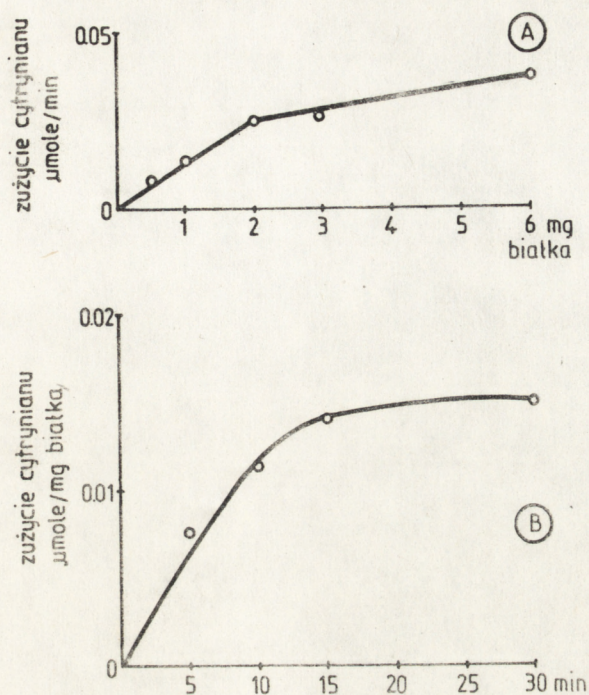 A
zużycie cytrynianu
µmole/min
0.05
0
1 2 3 4 5 6 mg
białka
B
zużycie cytrynianu
µmole/mg białka
0.02
0.01
0
5 10 15 20 25 30 min